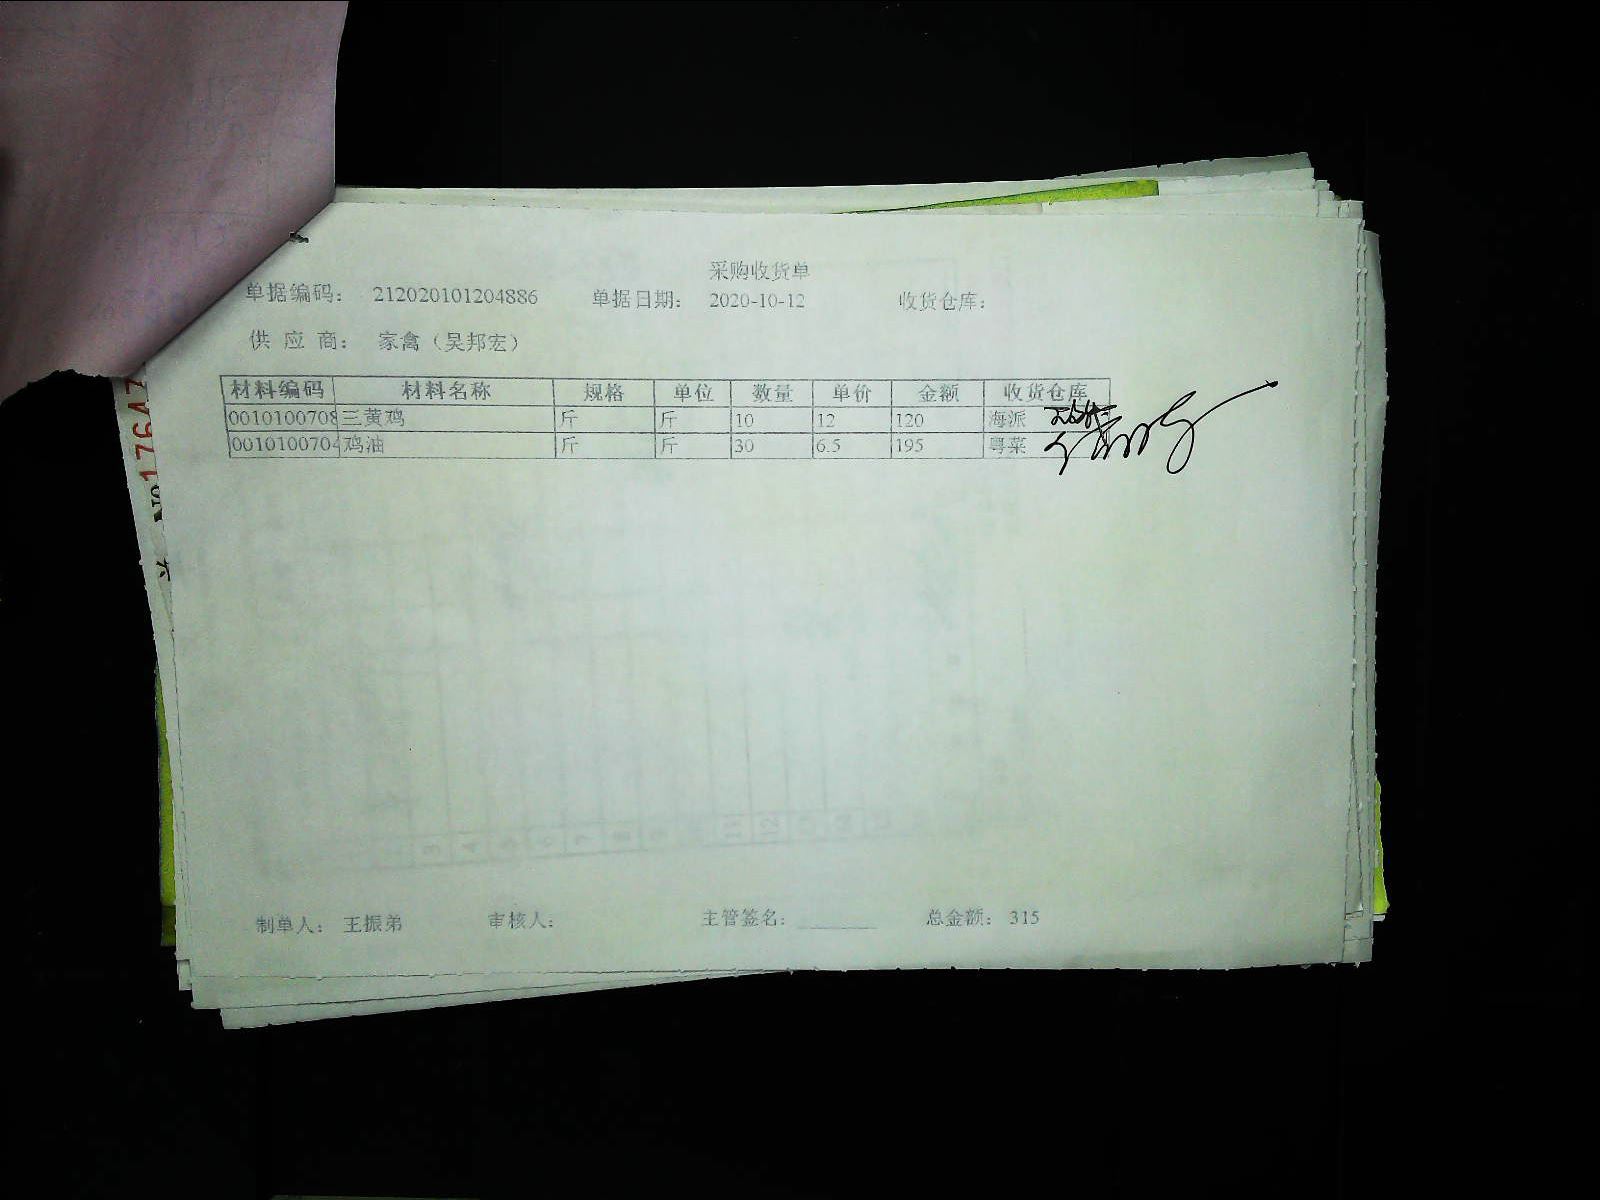 采购收货单
单据编码： 212020101204886 单据日期： 2020-10-12 收货仓库：
供 应 商： 家禽（吴邦宏）
材料编码 材料名称 规格 单位 数量 单价 金额 收货仓库
0010100708 三黄鸡 斤 斤 10 12 120 海派
0010100704 鸡油 斤 斤 30 6.5 195 粤菜
制单人： 王振弟 审核人： 主管签名： 总金额： 315
№17647